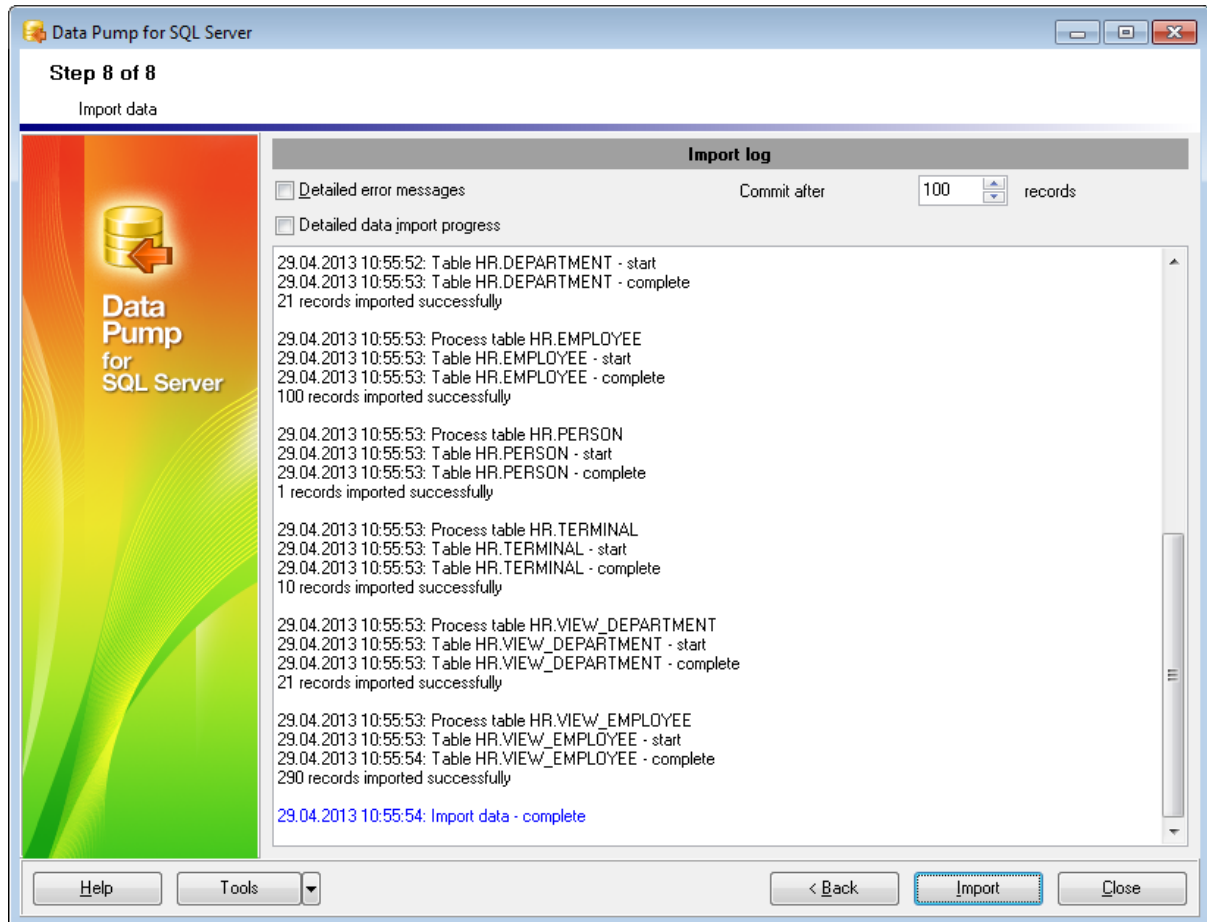 Data Pump for SQL Server
Step 8 of 8
Import data
Data
Pump
for
SQL Server
Import log
Detailed error messages
Commit after 100 records
Detailed data import progress
29.04.2013 10:55:52: Table HR.DEPARTMENT - start
29.04.2013 10:55:53: Table HR.DEPARTMENT - complete
21 records imported successfully
29.04.2013 10:55:53: Process table HR.EMPLOYEE
29.04.2013 10:55:53: Table HR.EMPLOYEE - start
29.04.2013 10:55:53: Table HR.EMPLOYEE - complete
100 records imported successfully
29.04.2013 10:55:53: Process table HR.PERSON
29.04.2013 10:55:53: Table HR.PERSON - start
29.04.2013 10:55:53: Table HR.PERSON - complete
1 records imported successfully
29.04.2013 10:55:53: Process table HR.TERMINAL
29.04.2013 10:55:53: Table HR.TERMINAL - start
29.04.2013 10:55:53: Table HR.TERMINAL - complete
10 records imported successfully
29.04.2013 10:55:53: Process table HR.VIEW_DEPARTMENT
29.04.2013 10:55:53: Table HR.VIEW_DEPARTMENT - start
29.04.2013 10:55:53: Table HR.VIEW_DEPARTMENT - complete
21 records imported successfully
29.04.2013 10:55:53: Process table HR.VIEW_EMPLOYEE
29.04.2013 10:55:53: Table HR.VIEW_EMPLOYEE - start
29.04.2013 10:55:54: Table HR.VIEW_EMPLOYEE - complete
290 records imported successfully
29.04.2013 10:55:54: Import data - complete
Help Tools < Back Import Close